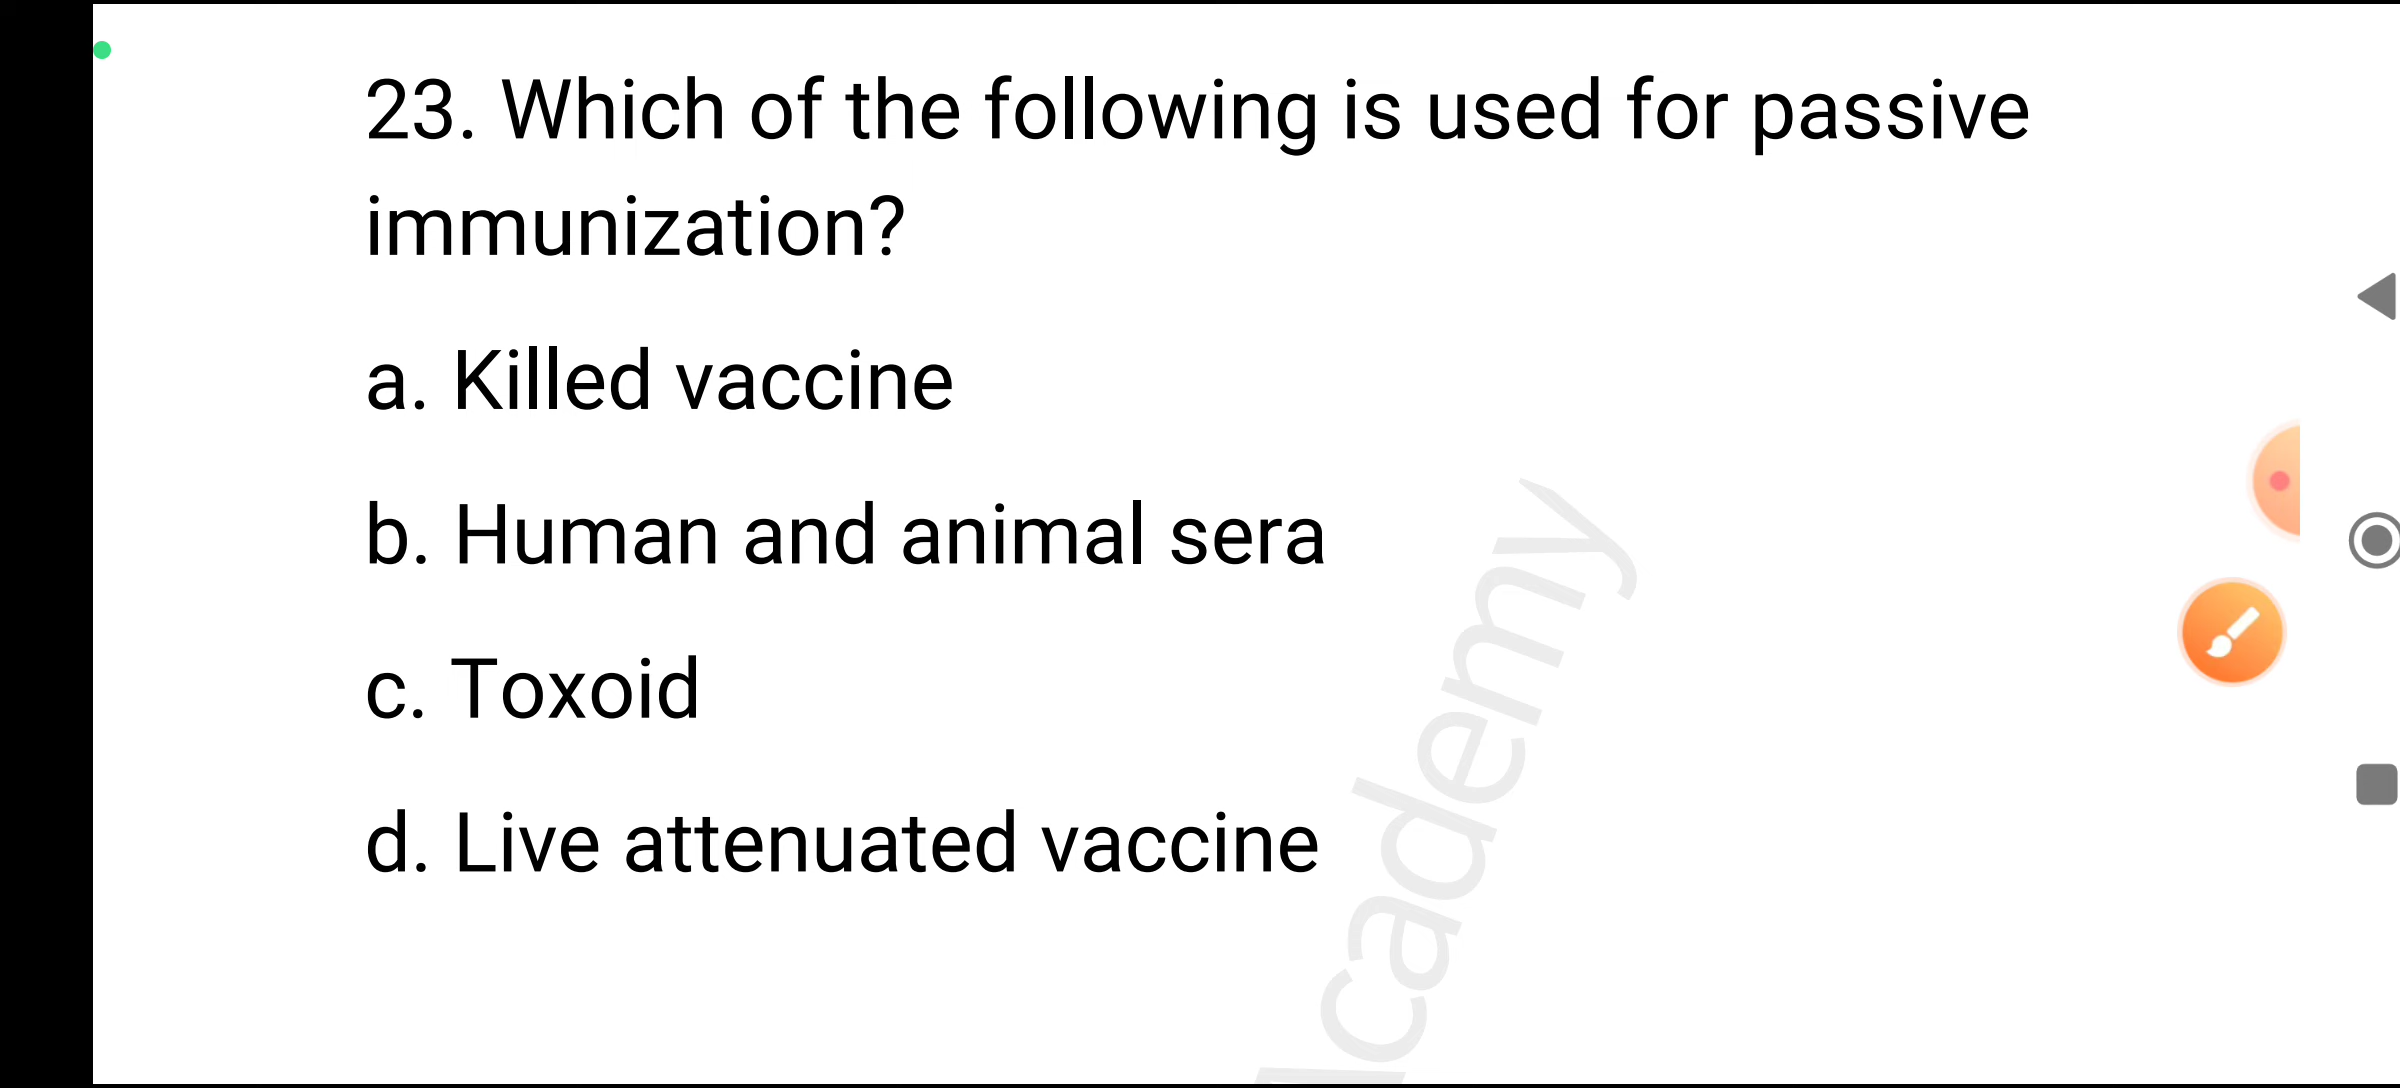 23. Which of the following is used for passive
immunization?
a. Killed vaccine
b. Human and animal sera
c. Toxoid
d. Live attenuated vaccine
cademy